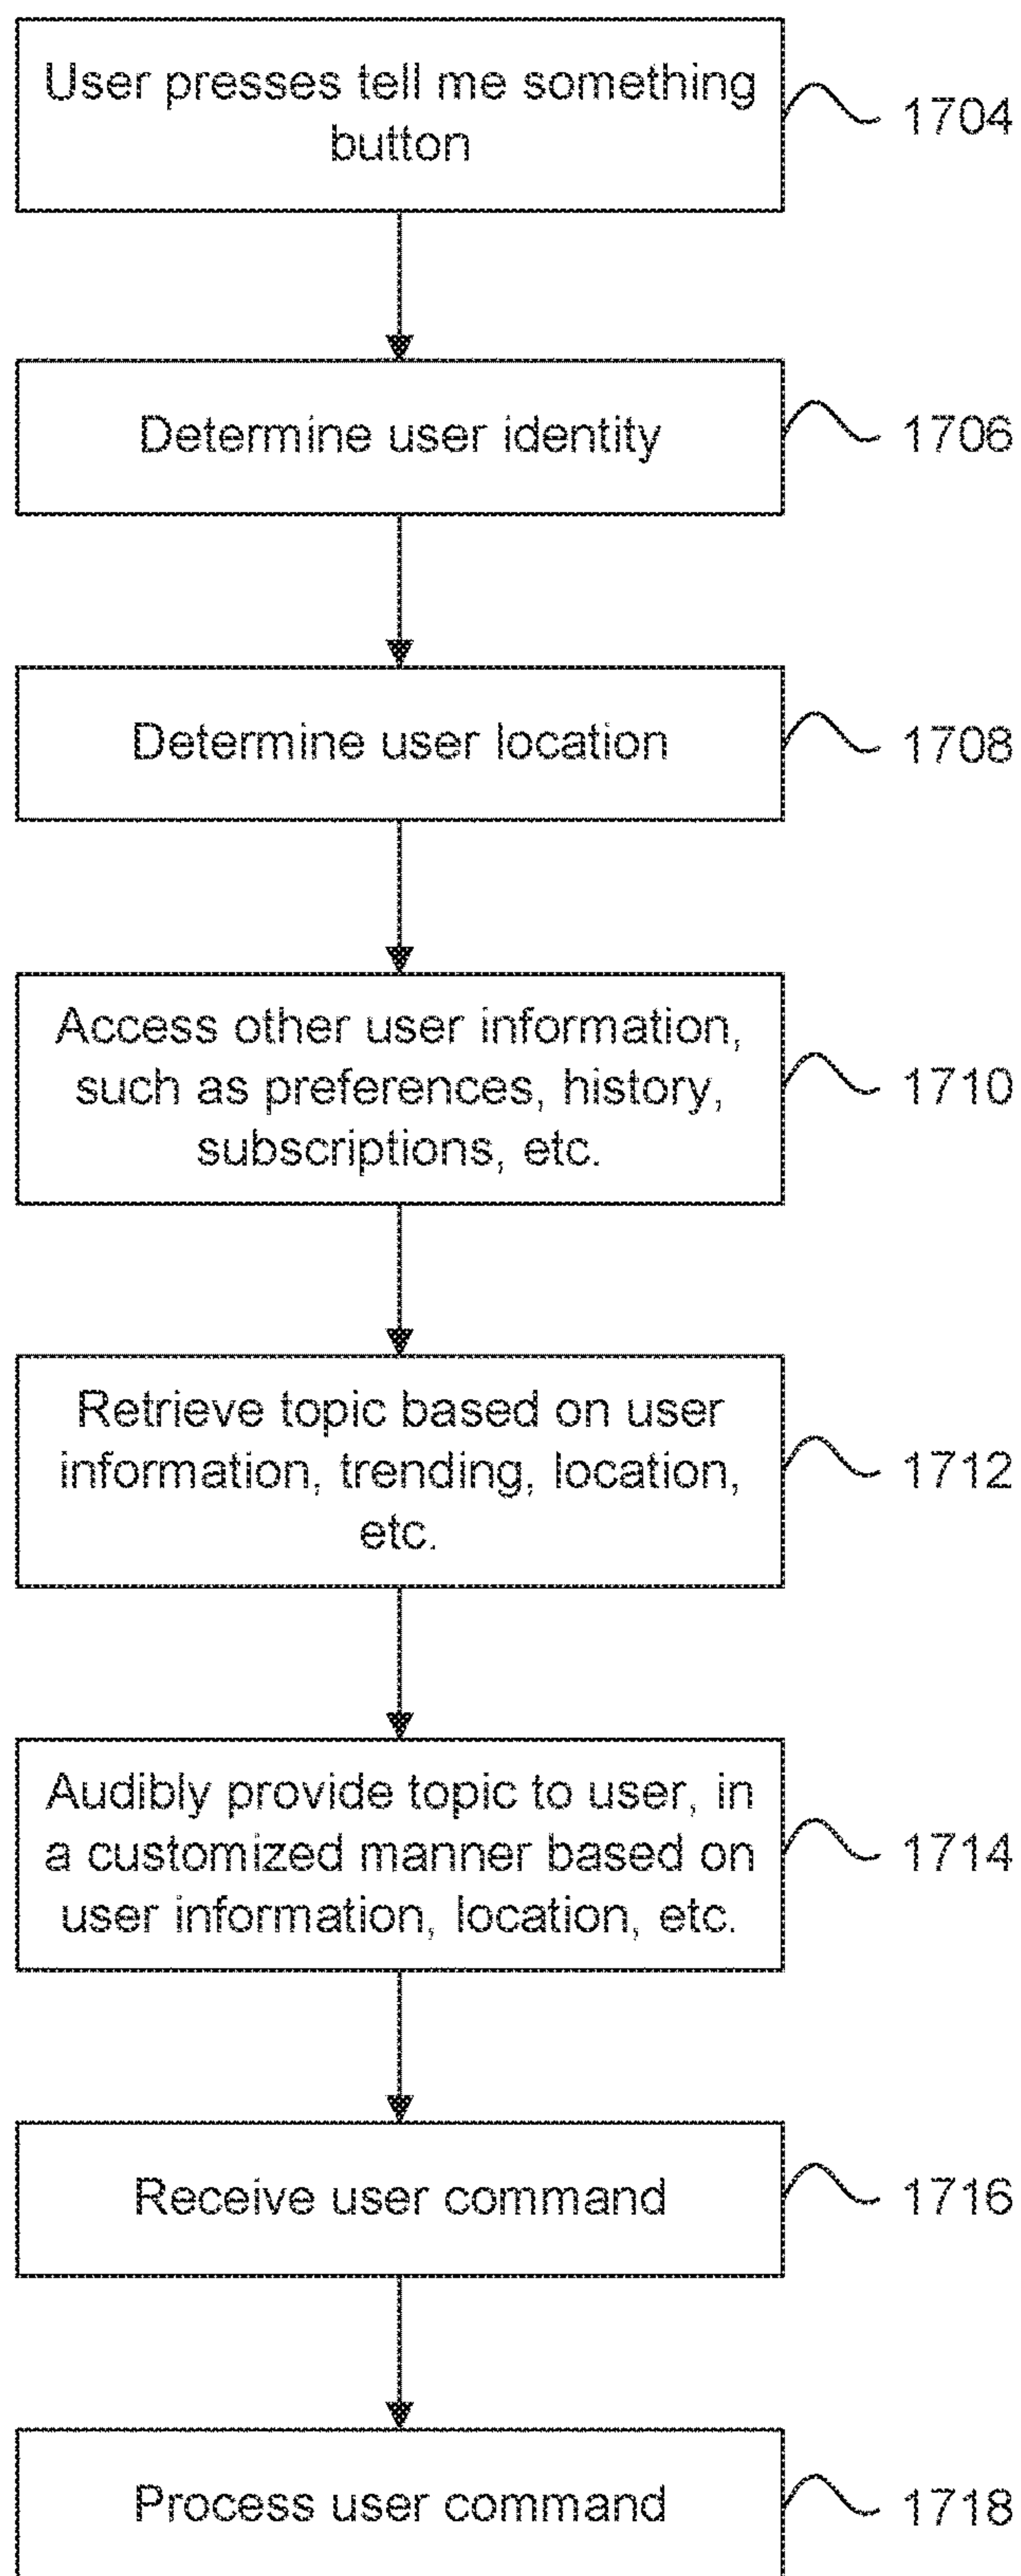 User presses tell me something
button
1704
Determine user identity
1706
Determine user location
1708
Access other user information,
such as preferences, history,
subscriptions, etc.
1710
Retrieve topic based on user
information, trending, location,
etc.
1712
Audibly provide topic to user, in
a customized manner based on
user information, location, etc.
1714
Receive user command
1716
Process user command
1718